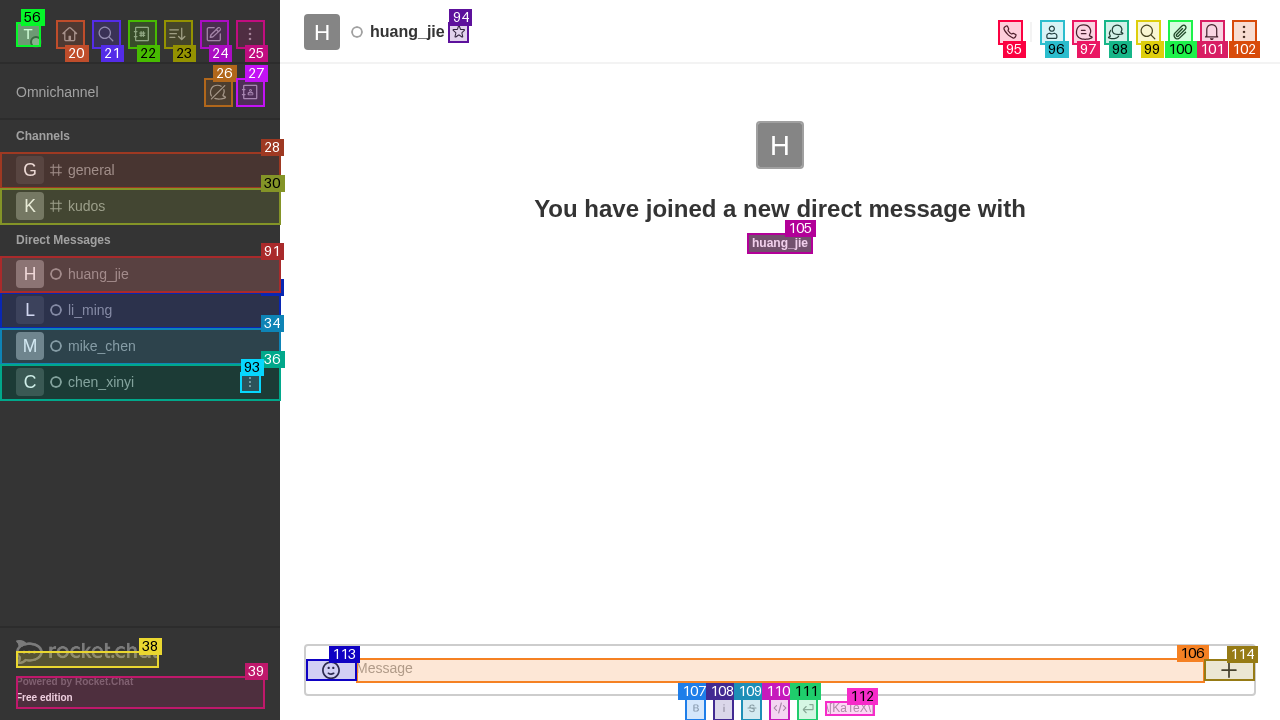 56
T
20
21
22
23
24
25
Omnichannel
26
27
Channels
28
G general
30
K kudos
Direct Messages
91
H huang_jie
L li_ming
34
M mike_chen
36
93
C chen_xinyi
38
rocket.cha
39
Powered by Rocket.Chat
Free edition
H huang_jie
94
95
96
97
98
99
100
101
102
H
You have joined a new direct message with
105
huang_jie
113
106
114
Message
107
108
109
110
111
112
B
i
S
</>
\[KaTeX\]